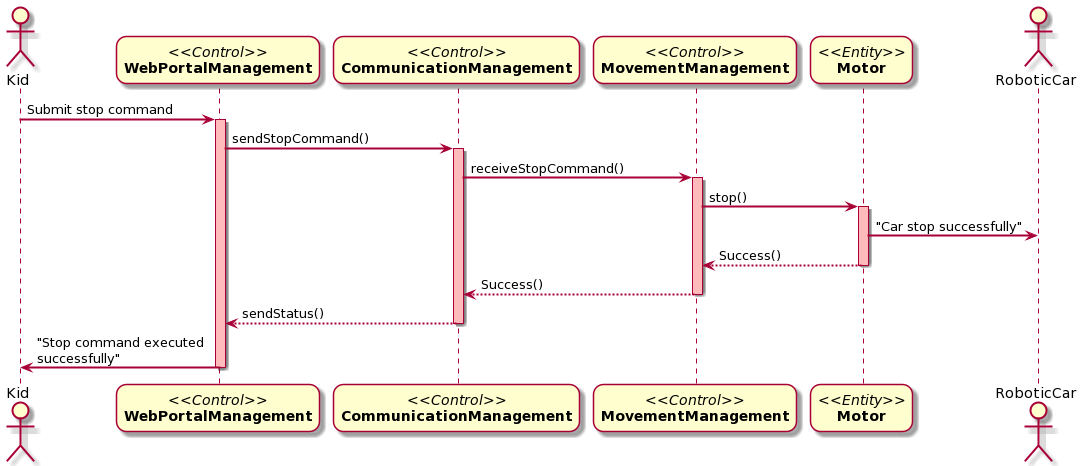 Kid
<<Control>>
WebPortalManagement
<<Control>>
CommunicationManagement
<<Control>>
MovementManagement
<<Entity>>
Motor
RoboticCar
Submit stop command
sendStopCommand()
receiveStopCommand()
stop()
"Car stop successfully"
Success()
Success()
sendStatus()
"Stop command executed
successfully"
Kid
<<Control>>
WebPortalManagement
<<Control>>
CommunicationManagement
<<Control>>
MovementManagement
<<Entity>>
Motor
RoboticCar